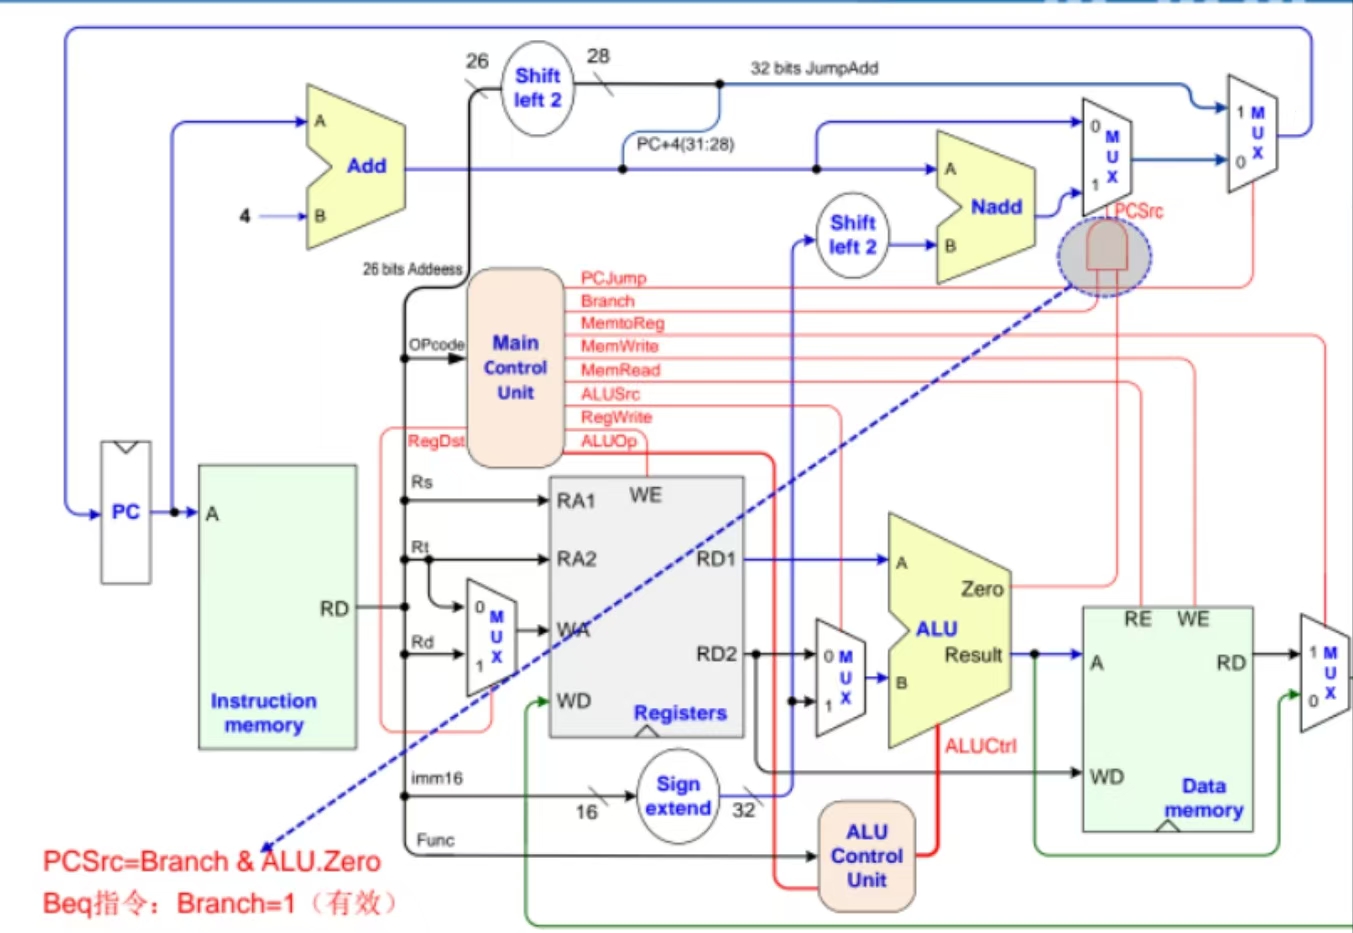 26
28
Shift
left 2
32 bits JumpAdd
PC+4(31:28)
A
Add
4
B
0
M
U
X
1
1
M
U
X
0
A
Nadd
B
Shift
left 2
PCSrc
26 bits Addeess
PCJump
Branch
MemtoReg
MemWrite
MemRead
ALUSrc
RegWrite
ALUOp
OPcode
Main
Control
Unit
RegDst
PC
A
RD
Instruction
memory
Rs
Rt
Rd
0
M
U
X
1
RA1
WE
RA2
RD1
WA
RD2
WD
Registers
0
M
U
X
1
A
Zero
ALU
Result
B
ALUCtrl
RE
WE
A
RD
WD
Data
memory
1
M
U
X
0
imm16
16
Sign
extend
32
Func
ALU
Control
Unit
PCSrc=Branch & ALU.Zero
Beq指令：Branch=1（有效）